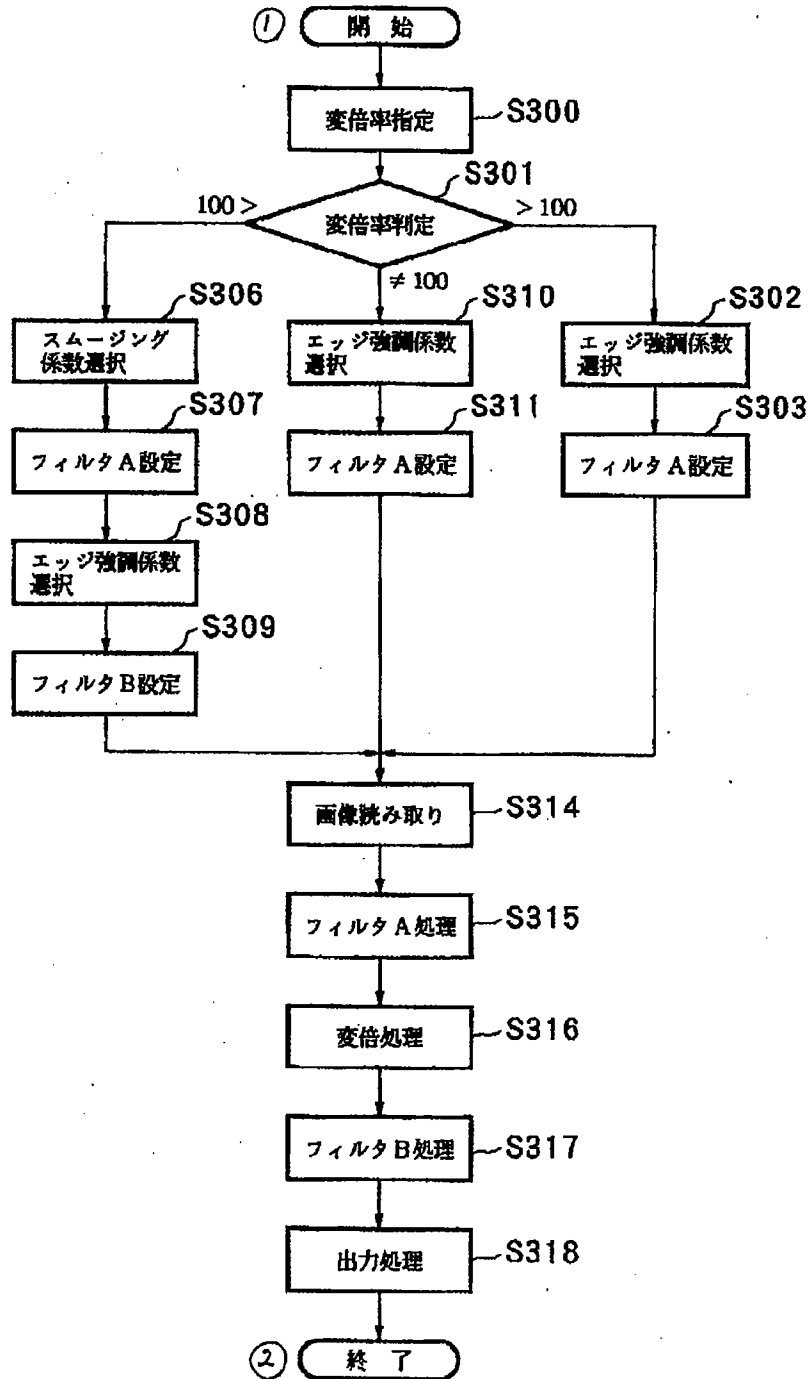 ① 開始
変倍率指定 S300
S301
100 >
変倍率判定
> 100
≠ 100
S306
スムージング
係数選択
S310
エッジ強調係数
選択
S302
エッジ強調係数
選択
S307
フィルタA設定
S311
フィルタA設定
S303
フィルタA設定
S308
エッジ強調係数
選択
S309
フィルタB設定
画像読み取り S314
フィルタA処理 S315
変倍処理 S316
フィルタB処理 S317
出力処理 S318
② 終了